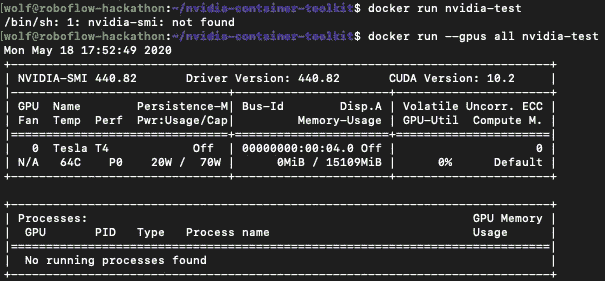 [wolf@roboflow-hackathon:~/nvidia-container-toolkit$ docker run nvidia-test
/bin/sh: 1: nvidia-smi: not found
[wolf@roboflow-hackathon:~/nvidia-container-toolkit$ docker run --gpus all nvidia-test
Mon May 18 17:52:49 2020
NVIDIA-SMI 440.82 Driver Version: 440.82 CUDA Version: 10.2
GPU Name Persistence-M| Bus-Id Disp.A | Volatile Uncorr. ECC
Fan Temp Perf Pwr:Usage/Cap| Memory-Usage | GPU-Util Compute M.
0 Tesla T4 Off | 00000000:00:04.0 Off | 0
N/A 64C P0 20W / 70W | 0MiB / 15109MiB | 0% Default
Processes: GPU Memory
GPU PID Type Process name Usage
No running processes found